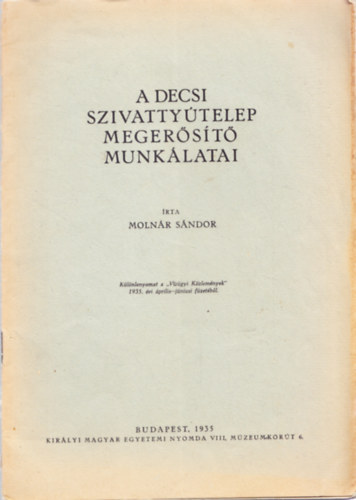 A DECSI
SZIVATTYÚTELEP
MEGERŐSÍTŐ
MUNKÁLATAI
ÍRTA
MOLNÁR SÁNDOR
Különlenyomat a „Vízügyi Közlemények"
1935. évi április–júniusi füzetéből.
BUDAPEST, 1935
KIRÁLYI MAGYAR EGYETEMI NYOMDA VIII, MÚZEUM-KÖRÚT 6.